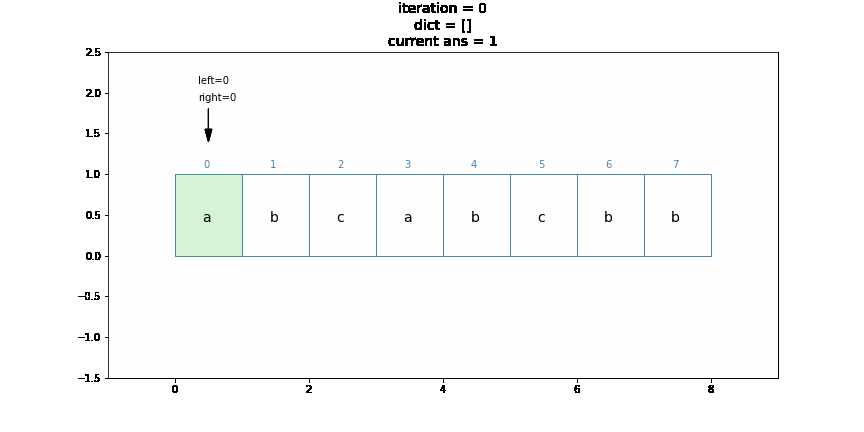 iteration = 0
dict = []
current ans = 1
2.5
left=0
2.0
right=0
1.5
0 1 2 3 4 5 6 7
1.0
0.5 a b c a b c b b
0.0
−0.5
−1.0
−1.5
0 2 4 6 8